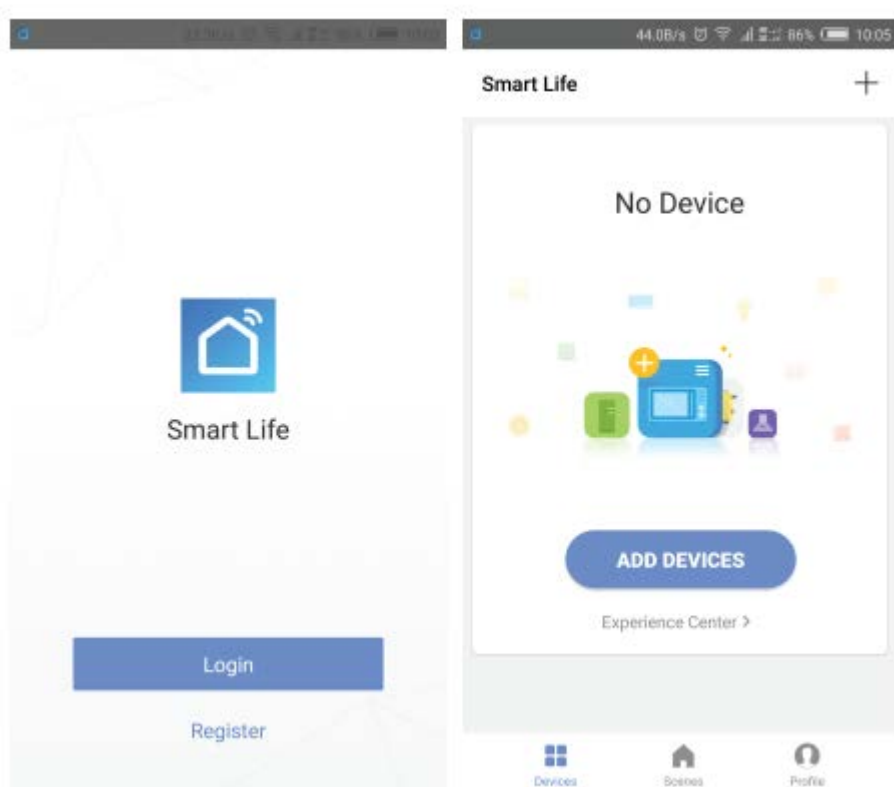 Smart Life
Login
Register
44.0B/s 86% 10:05
Smart Life
No Device
ADD DEVICES
Experience Center >
Devices
Scenes
Profile